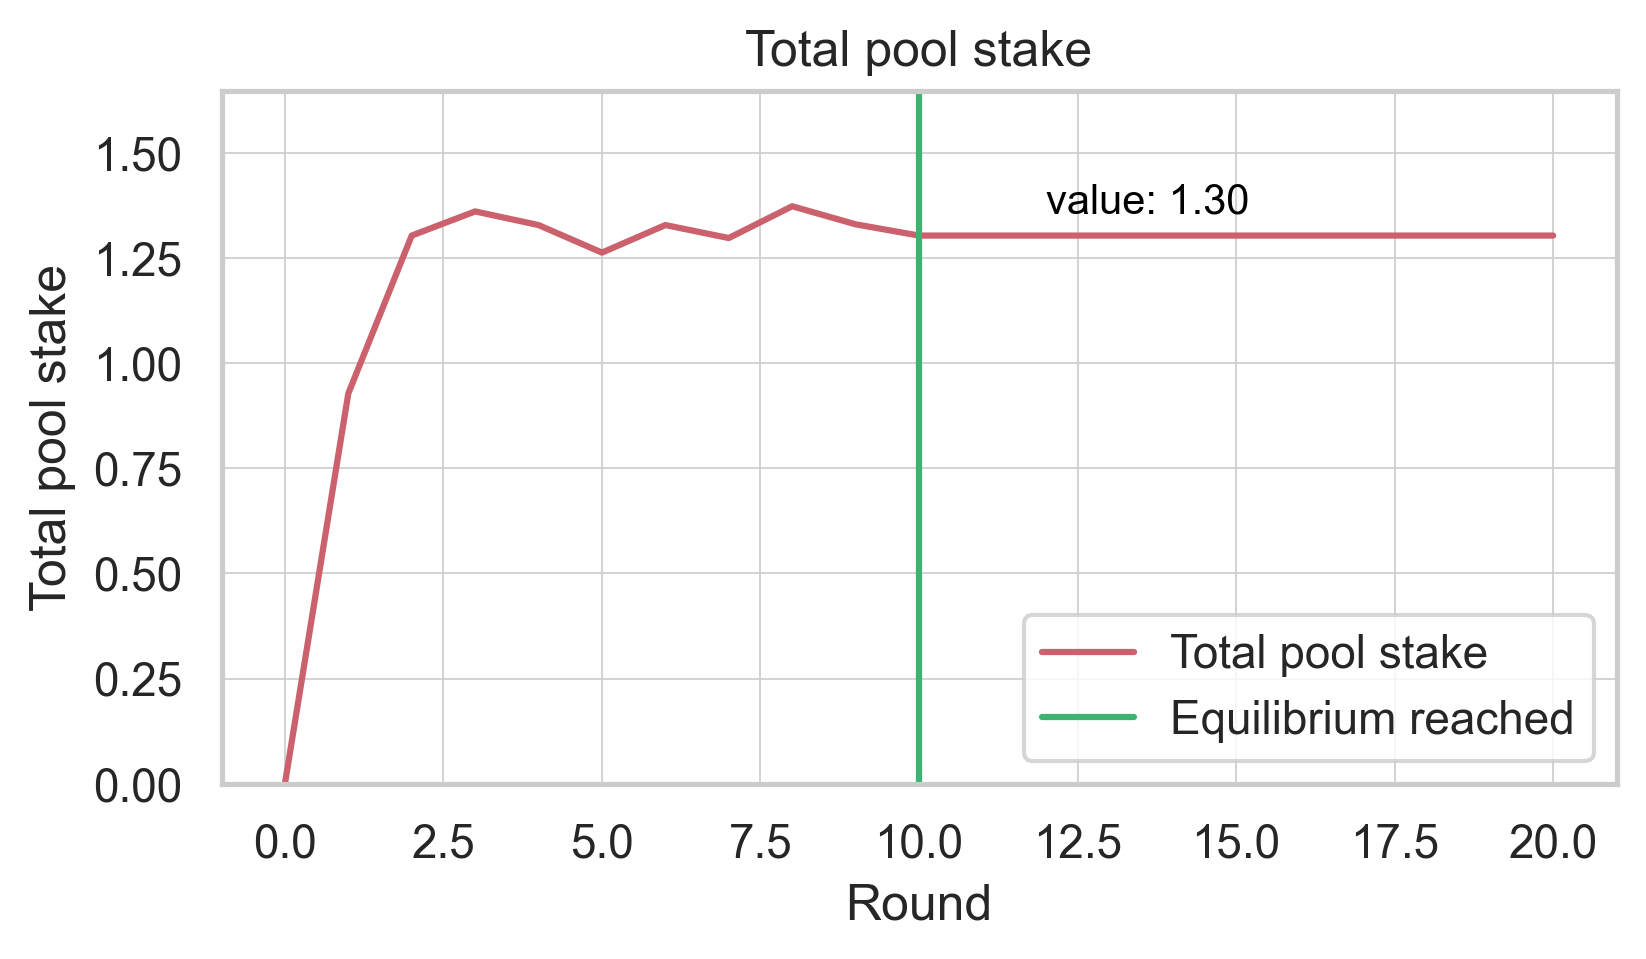 Total pool stake
Total pool stake
1.50
1.25
1.00
0.75
0.50
0.25
0.00
value: 1.30
Total pool stake
Equilibrium reached
0.0 2.5 5.0 7.5 10.0 12.5 15.0 17.5 20.0
Round